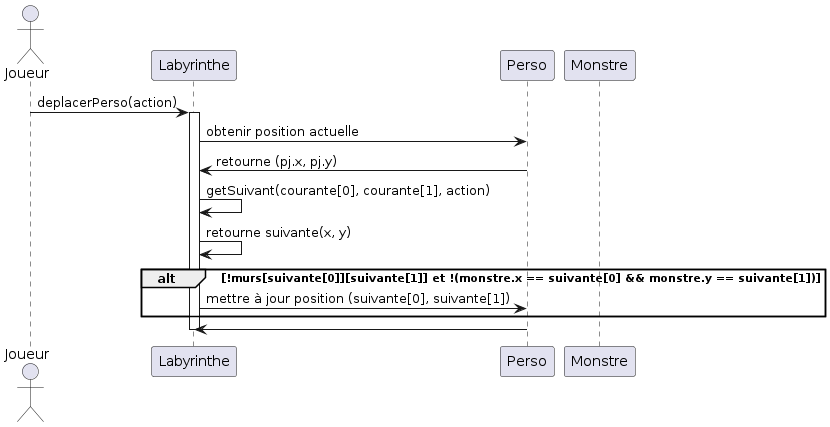 Joueur
Labyrinthe
Perso
Monstre
deplacerPerso(action)
obtenir position actuelle
retourne (pj.x, pj.y)
getSuivant(courante[0], courante[1], action)
retourne suivante(x, y)
alt [!murs[suivante[0]][suivante[1]] et !(monstre.x == suivante[0] && monstre.y == suivante[1])]
mettre à jour position (suivante[0], suivante[1])
Joueur
Labyrinthe
Perso
Monstre